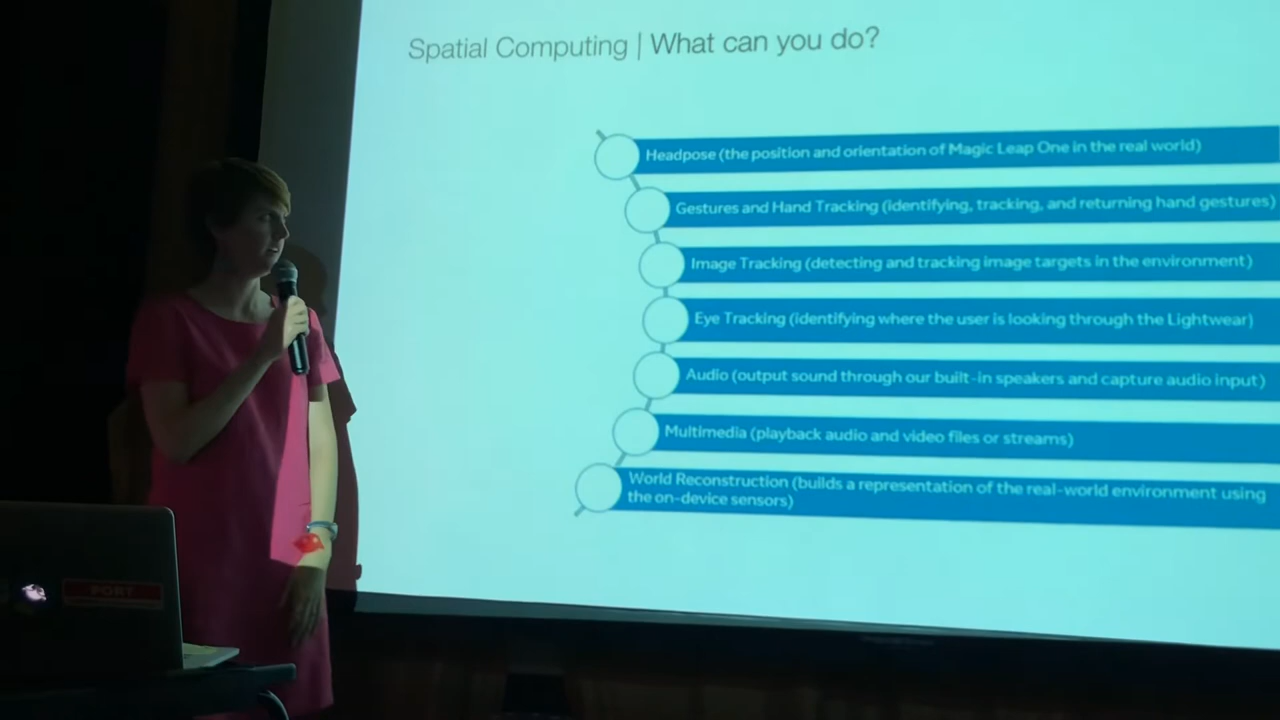 Spatial Computing | What can you do?
Headpose (the position and orientation of Magic Leap One in the real world)
Gestures and Hand Tracking (identifying, tracking, and returning hand gestures)
Image Tracking (detecting and tracking image targets in the environment)
Eye Tracking (identifying where the user is looking through the Lightwear)
Audio (output sound through our built-in speakers and capture audio input)
Multimedia (playback audio and video files or streams)
World Reconstruction (builds a representation of the real-world environment using
the on-device sensors)
PORT